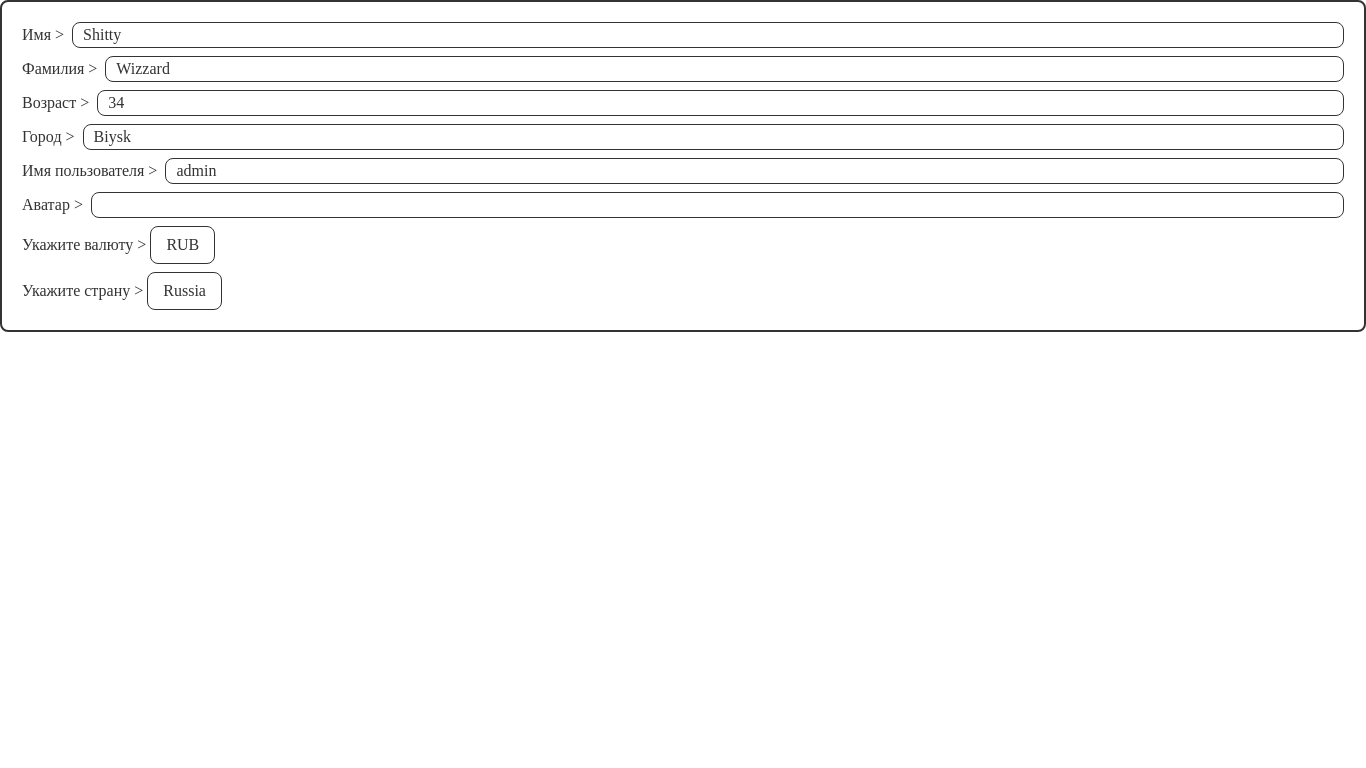 Имя > Shitty
Фамилия > Wizzard
Возраст > 34
Город > Biysk
Имя пользователя > admin
Аватар >
Укажите валюту > RUB
Укажите страну > Russia